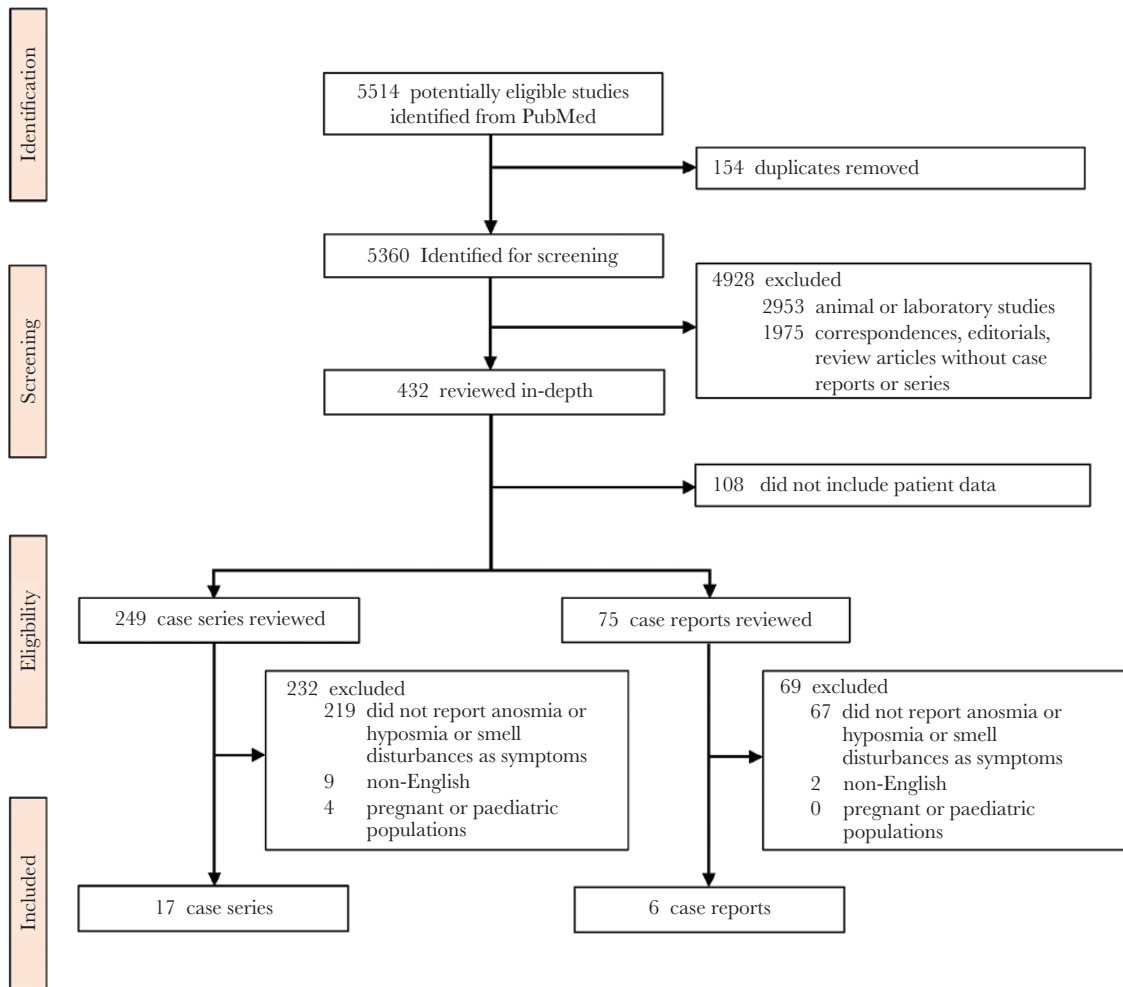 Identification
5514 potentially eligible studies
identified from PubMed
154 duplicates removed
Screening
5360 Identified for screening
4928 excluded
2953 animal or laboratory studies
1975 correspondences, editorials,
review articles without case
reports or series
432 reviewed in-depth
108 did not include patient data
Eligibility
249 case series reviewed
75 case reports reviewed
232 excluded
219 did not report anosmia or
hyposmia or smell
disturbances as symptoms
9 non-English
4 pregnant or paediatric
populations
69 excluded
67 did not report anosmia or
hyposmia or smell
disturbances as symptoms
2 non-English
0 pregnant or paediatric
populations
Included
17 case series
6 case reports